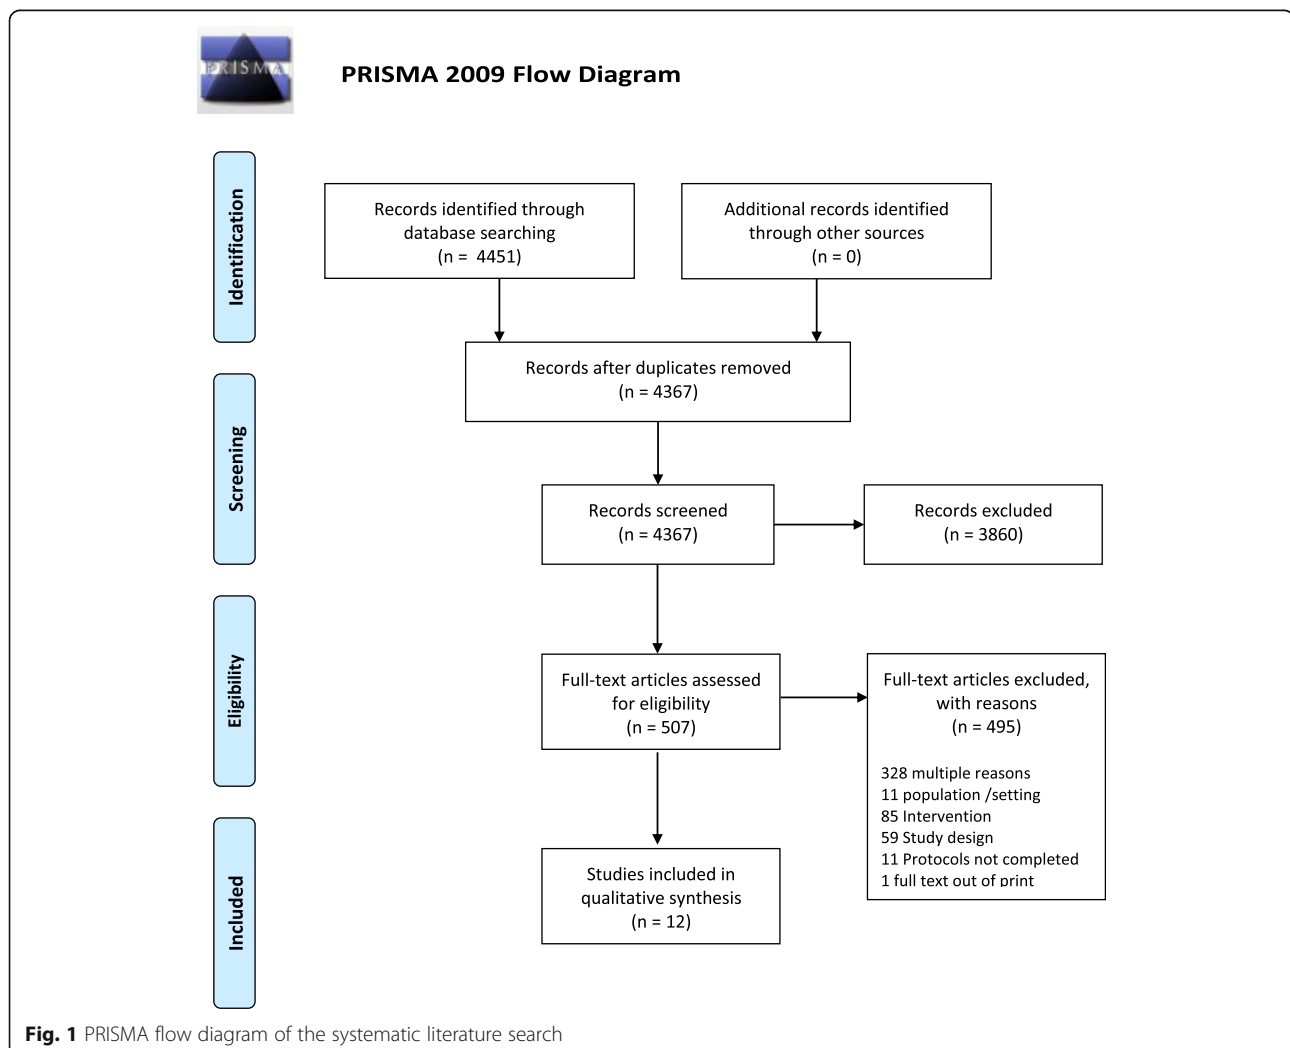 PRISMA
PRISMA 2009 Flow Diagram
Identification
Records identified through
database searching
(n = 4451)
Additional records identified
through other sources
(n = 0)
Records after duplicates removed
(n = 4367)
Screening
Records screened
(n = 4367)
Records excluded
(n = 3860)
Eligibility
Full-text articles assessed
for eligibility
(n = 507)
Full-text articles excluded,
with reasons
(n = 495)
328 multiple reasons
11 population /setting
85 Intervention
59 Study design
11 Protocols not completed
1 full text out of print
Included
Studies included in
qualitative synthesis
(n = 12)
Fig. 1 PRISMA flow diagram of the systematic literature search